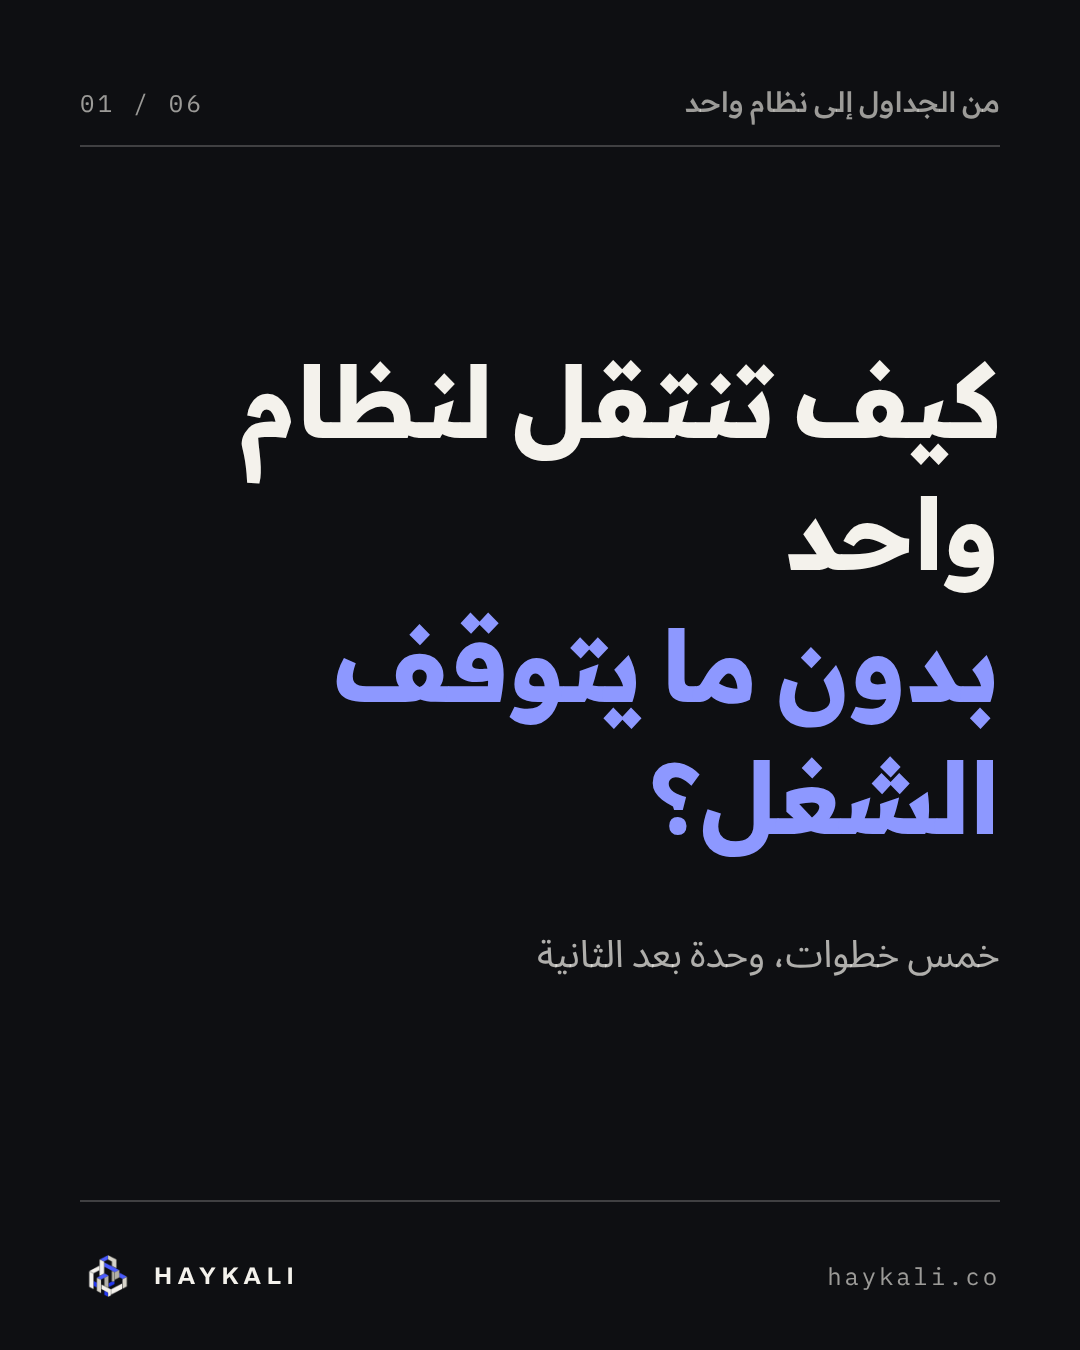 من الجداول إلى نظام واحد
01 / 06
كيف تنتقل لنظام
واحد
بدون ما يتوقف
الشغل؟
خمس خطوات، وحدة بعد الثانية
HAYKALI
haykali.co